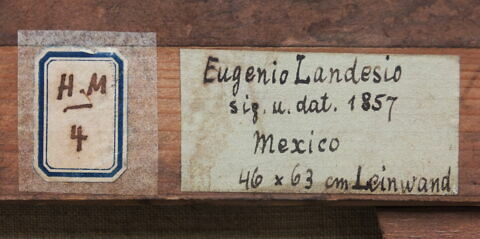 H.M
4
Eugenio Landesio
sig. u. dat. 1857
Mexico
46 x 63 cm Leinwand